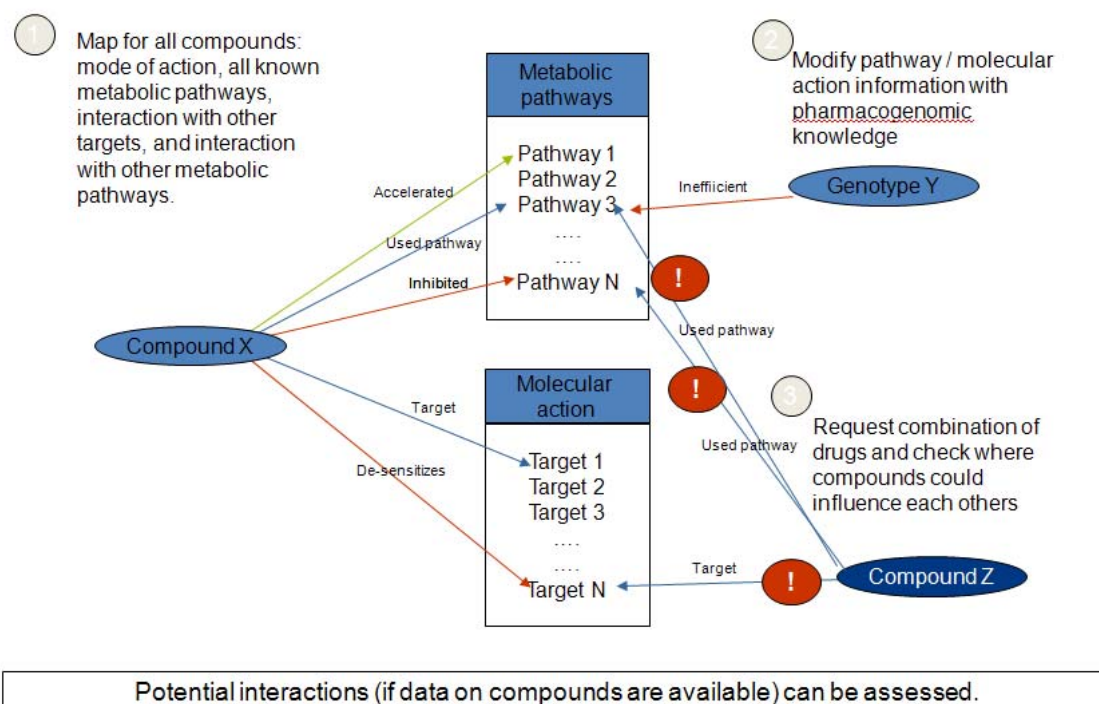 1
Map for all compounds:
mode of action, all known
metabolic pathways,
interaction with other
targets, and interaction
with other metabolic
pathways.
Metabolic
pathways
Pathway 1
Pathway 2
Pathway 3
....
....
Pathway N
2
Modify pathway / molecular
action information with
pharmacogenomic
knowledge
Accelerated
Used pathway
Inhibited
Ineffiicient
Genotype Y
!
Used pathway
Compound X
Molecular
action
Target 1
Target 2
Target 3
....
....
Target N
Target
De-sensitizes
!
Used pathway
3
Request combination of
drugs and check where
compounds could
influence each others
Target
!
Compound Z
Potential interactions (if data on compounds are available) can be assessed.